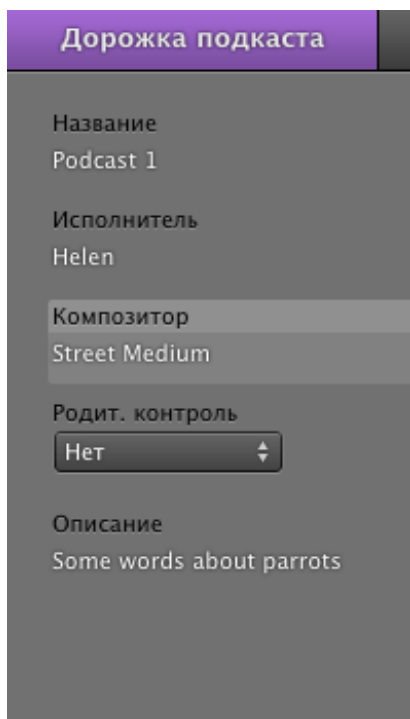 Дорожка подкаста
Название
Podcast 1
Исполнитель
Helen
Композитор
Street Medium
Родит. контроль
Нет
Описание
Some words about parrots